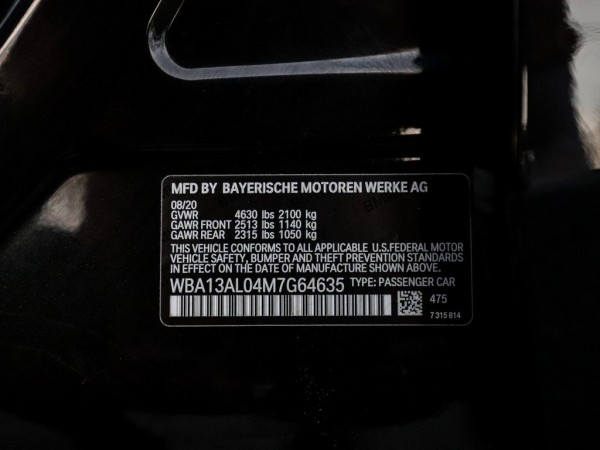 MFD BY BAYERISCHE MOTOREN WERKE AG
08/20
GVWR 4630 lbs 2100 kg
GAWR FRONT 2513 lbs 1140 kg
GAWR REAR 2315 lbs 1050 kg
THIS VEHICLE CONFORMS TO ALL APPLICABLE U.S.FEDERAL MOTOR
VEHICLE SAFETY, BUMPER AND THEFT PREVENTION STANDARDS
IN EFFECT ON THE DATE OF MANUFACTURE SHOWN ABOVE.
WBA13AL04M7G64635 TYPE: PASSENGER CAR
475
7 315 814